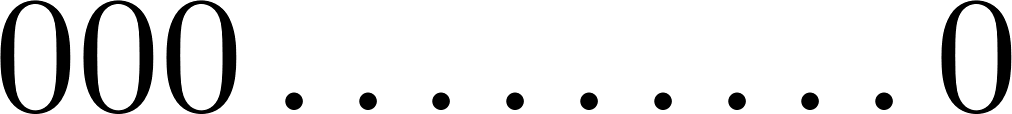 000 . . . . . . . . . 0